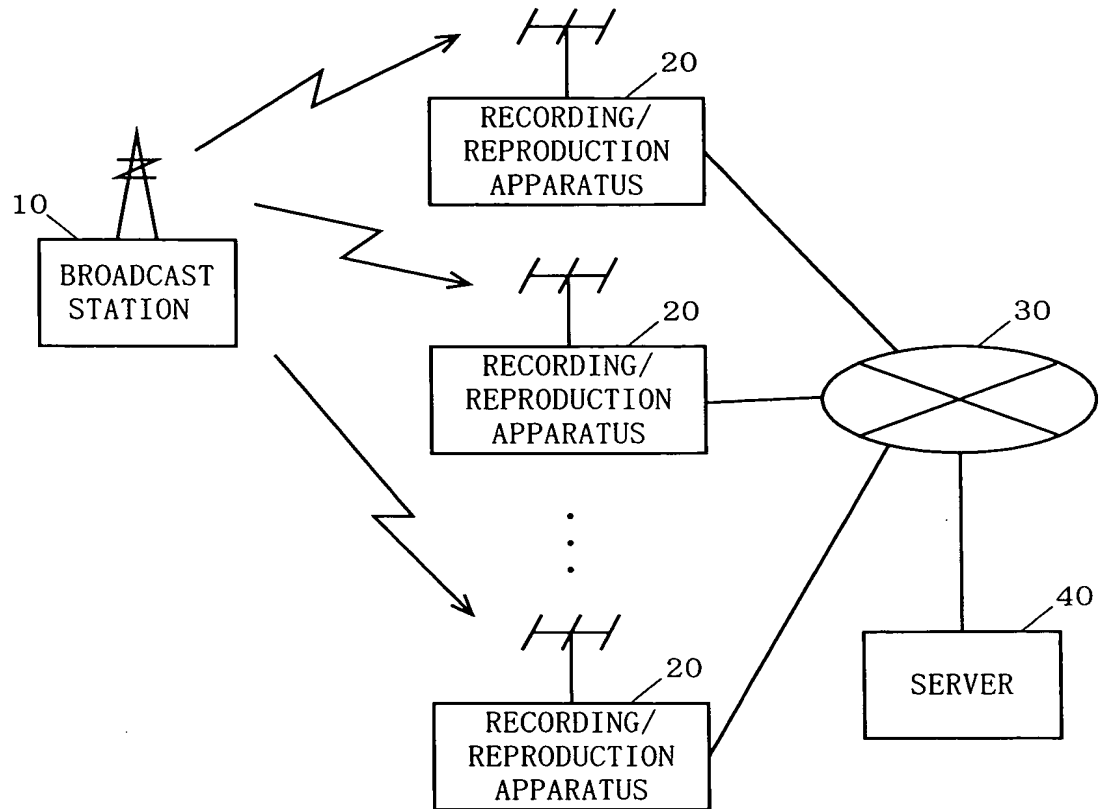 20
RECORDING/
REPRODUCTION
APPARATUS
10
BROADCAST
STATION
20
RECORDING/
REPRODUCTION
APPARATUS
30
20
RECORDING/
REPRODUCTION
APPARATUS
40
SERVER